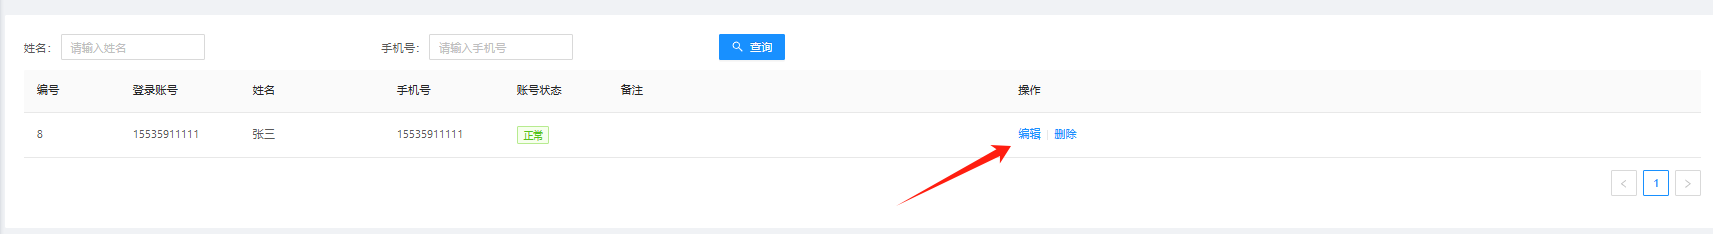 姓名: 请输入姓名 手机号: 请输入手机号 查询
编号 登录账号 姓名 手机号 账号状态 备注 操作
8 15535911111 张三 15535911111 正常 编辑 删除
< 1 >